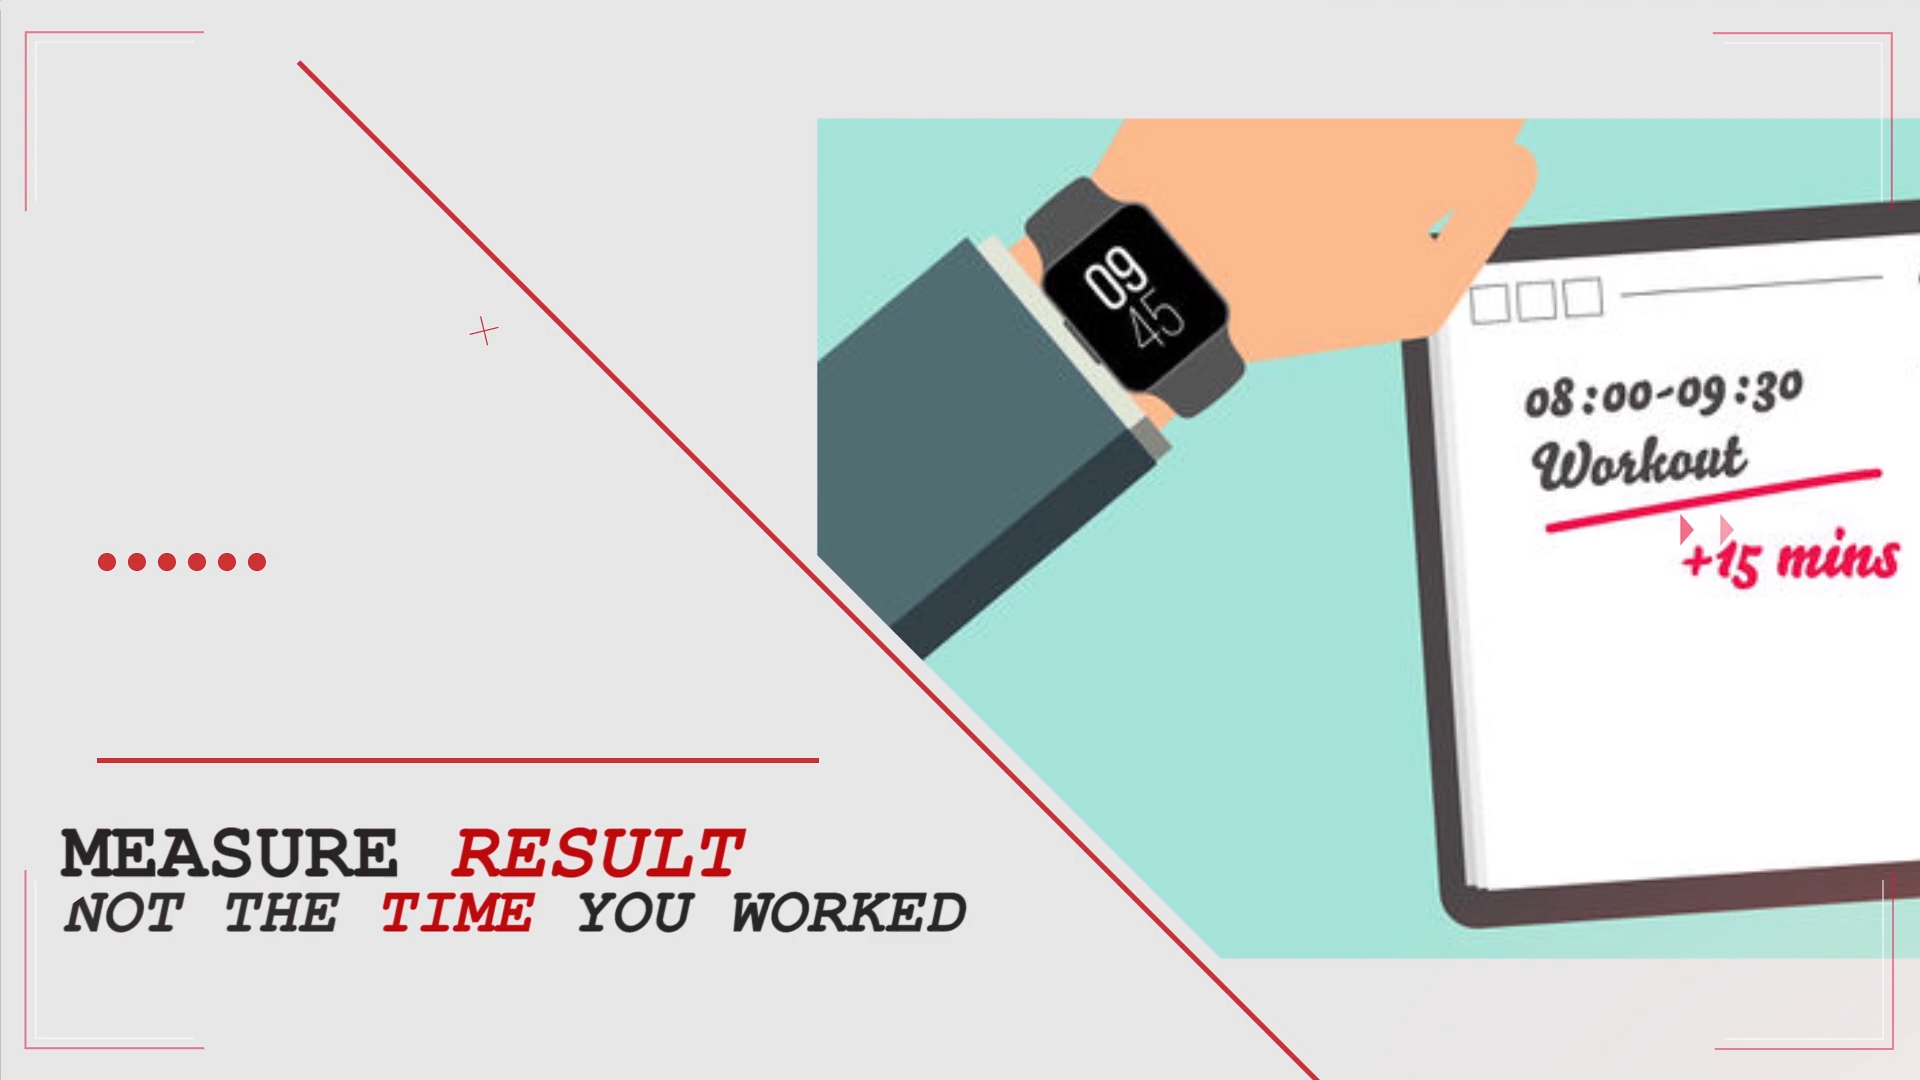 09
45
08:00-09:30
Workout
+15 mins
MEASURE RESULT
NOT THE TIME YOU WORKED